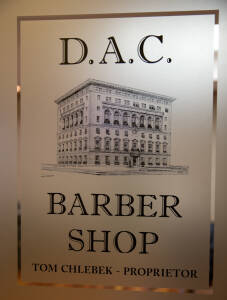 D.A.C.
BARBER
SHOP
TOM CHLEBEK - PROPRIETOR